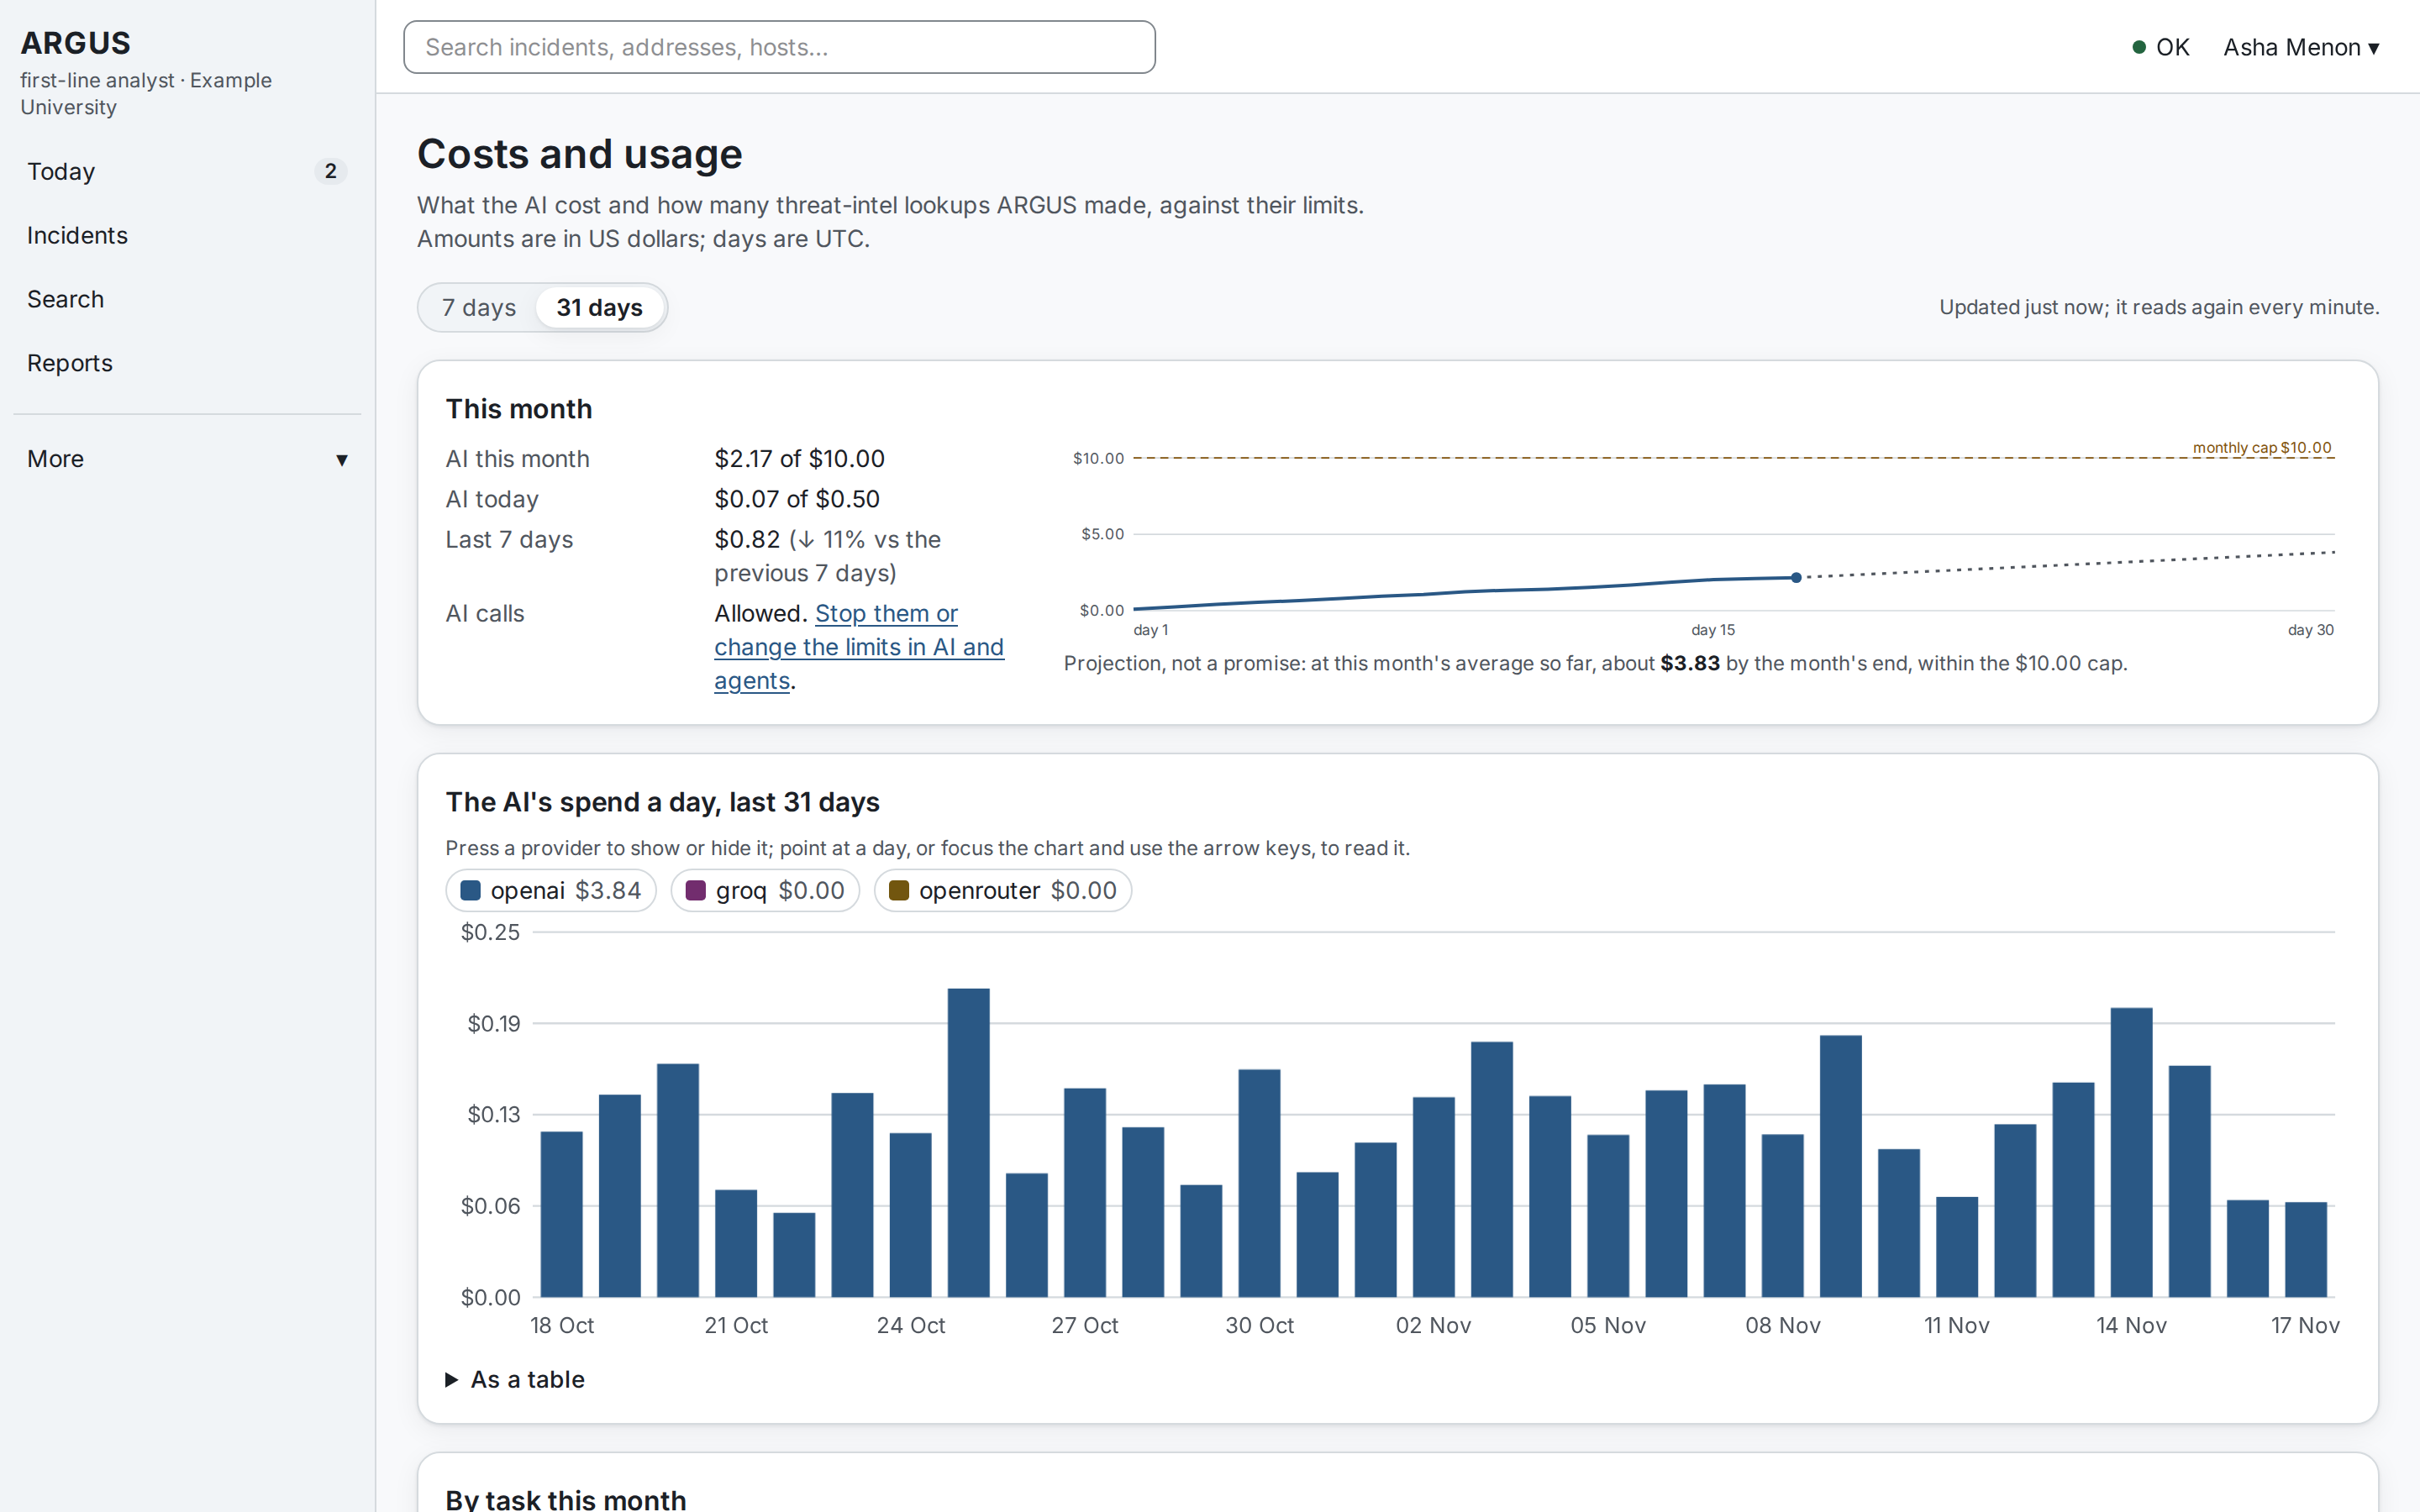 ARGUS
first-line analyst · Example
University
Today 2
Incidents
Search
Reports
More ▾
Search incidents, addresses, hosts...
OK
Asha Menon ▾
Costs and usage
What the AI cost and how many threat-intel lookups ARGUS made, against their limits.
Amounts are in US dollars; days are UTC.
7 days 31 days
Updated just now; it reads again every minute.
This month
AI this month $2.17 of $10.00
AI today $0.07 of $0.50
Last 7 days $0.82 (↓ 11% vs the
previous 7 days)
AI calls Allowed. Stop them or
change the limits in AI and
agents.
monthly cap $10.00
$10.00
$5.00
$0.00
day 1 day 15 day 30
Projection, not a promise: at this month's average so far, about $3.83 by the month's end, within the $10.00 cap.
The AI's spend a day, last 31 days
Press a provider to show or hide it; point at a day, or focus the chart and use the arrow keys, to read it.
openai $3.84 groq $0.00 openrouter $0.00
$0.25
$0.19
$0.13
$0.06
$0.00
18 Oct 21 Oct 24 Oct 27 Oct 30 Oct 02 Nov 05 Nov 08 Nov 11 Nov 14 Nov 17 Nov
▶ As a table
By task this month